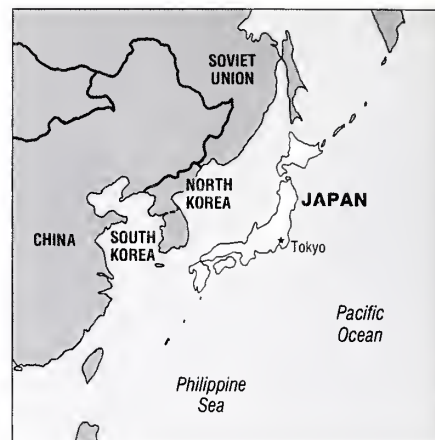 SOVIET
UNION
NORTH
KOREA
JAPAN
CHINA
SOUTH
KOREA
Tokyo
Pacific
Ocean
Philippine
Sea